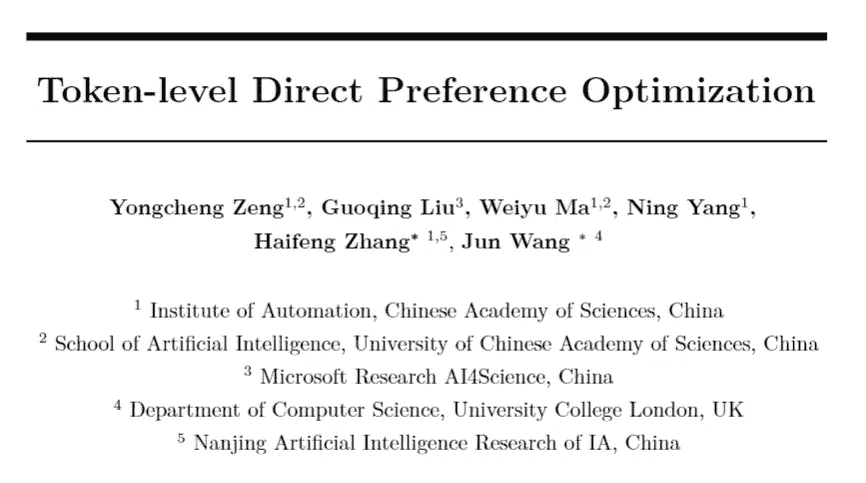 Token-level Direct Preference Optimization
Yongcheng Zeng1,2, Guoqing Liu3, Weiyu Ma1,2, Ning Yang1,
Haifeng Zhang* 1,5, Jun Wang * 4
1 Institute of Automation, Chinese Academy of Sciences, China
2 School of Artificial Intelligence, University of Chinese Academy of Sciences, China
3 Microsoft Research AI4Science, China
4 Department of Computer Science, University College London, UK
5 Nanjing Artificial Intelligence Research of IA, China